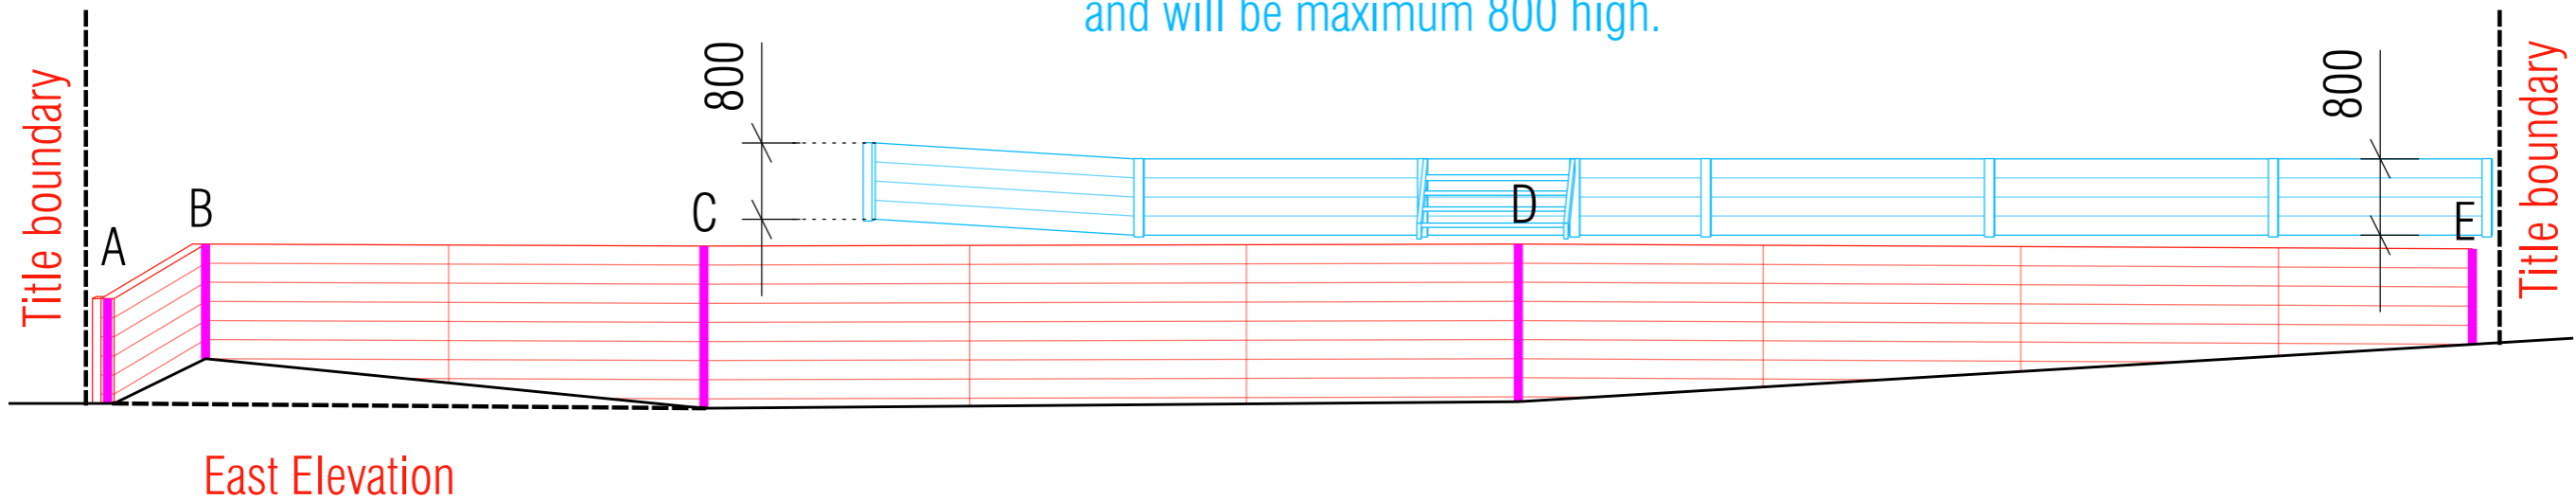 and will be maximum 800 high.
Title boundary
A
B
C
800
D
800
E
Title boundary
East Elevation